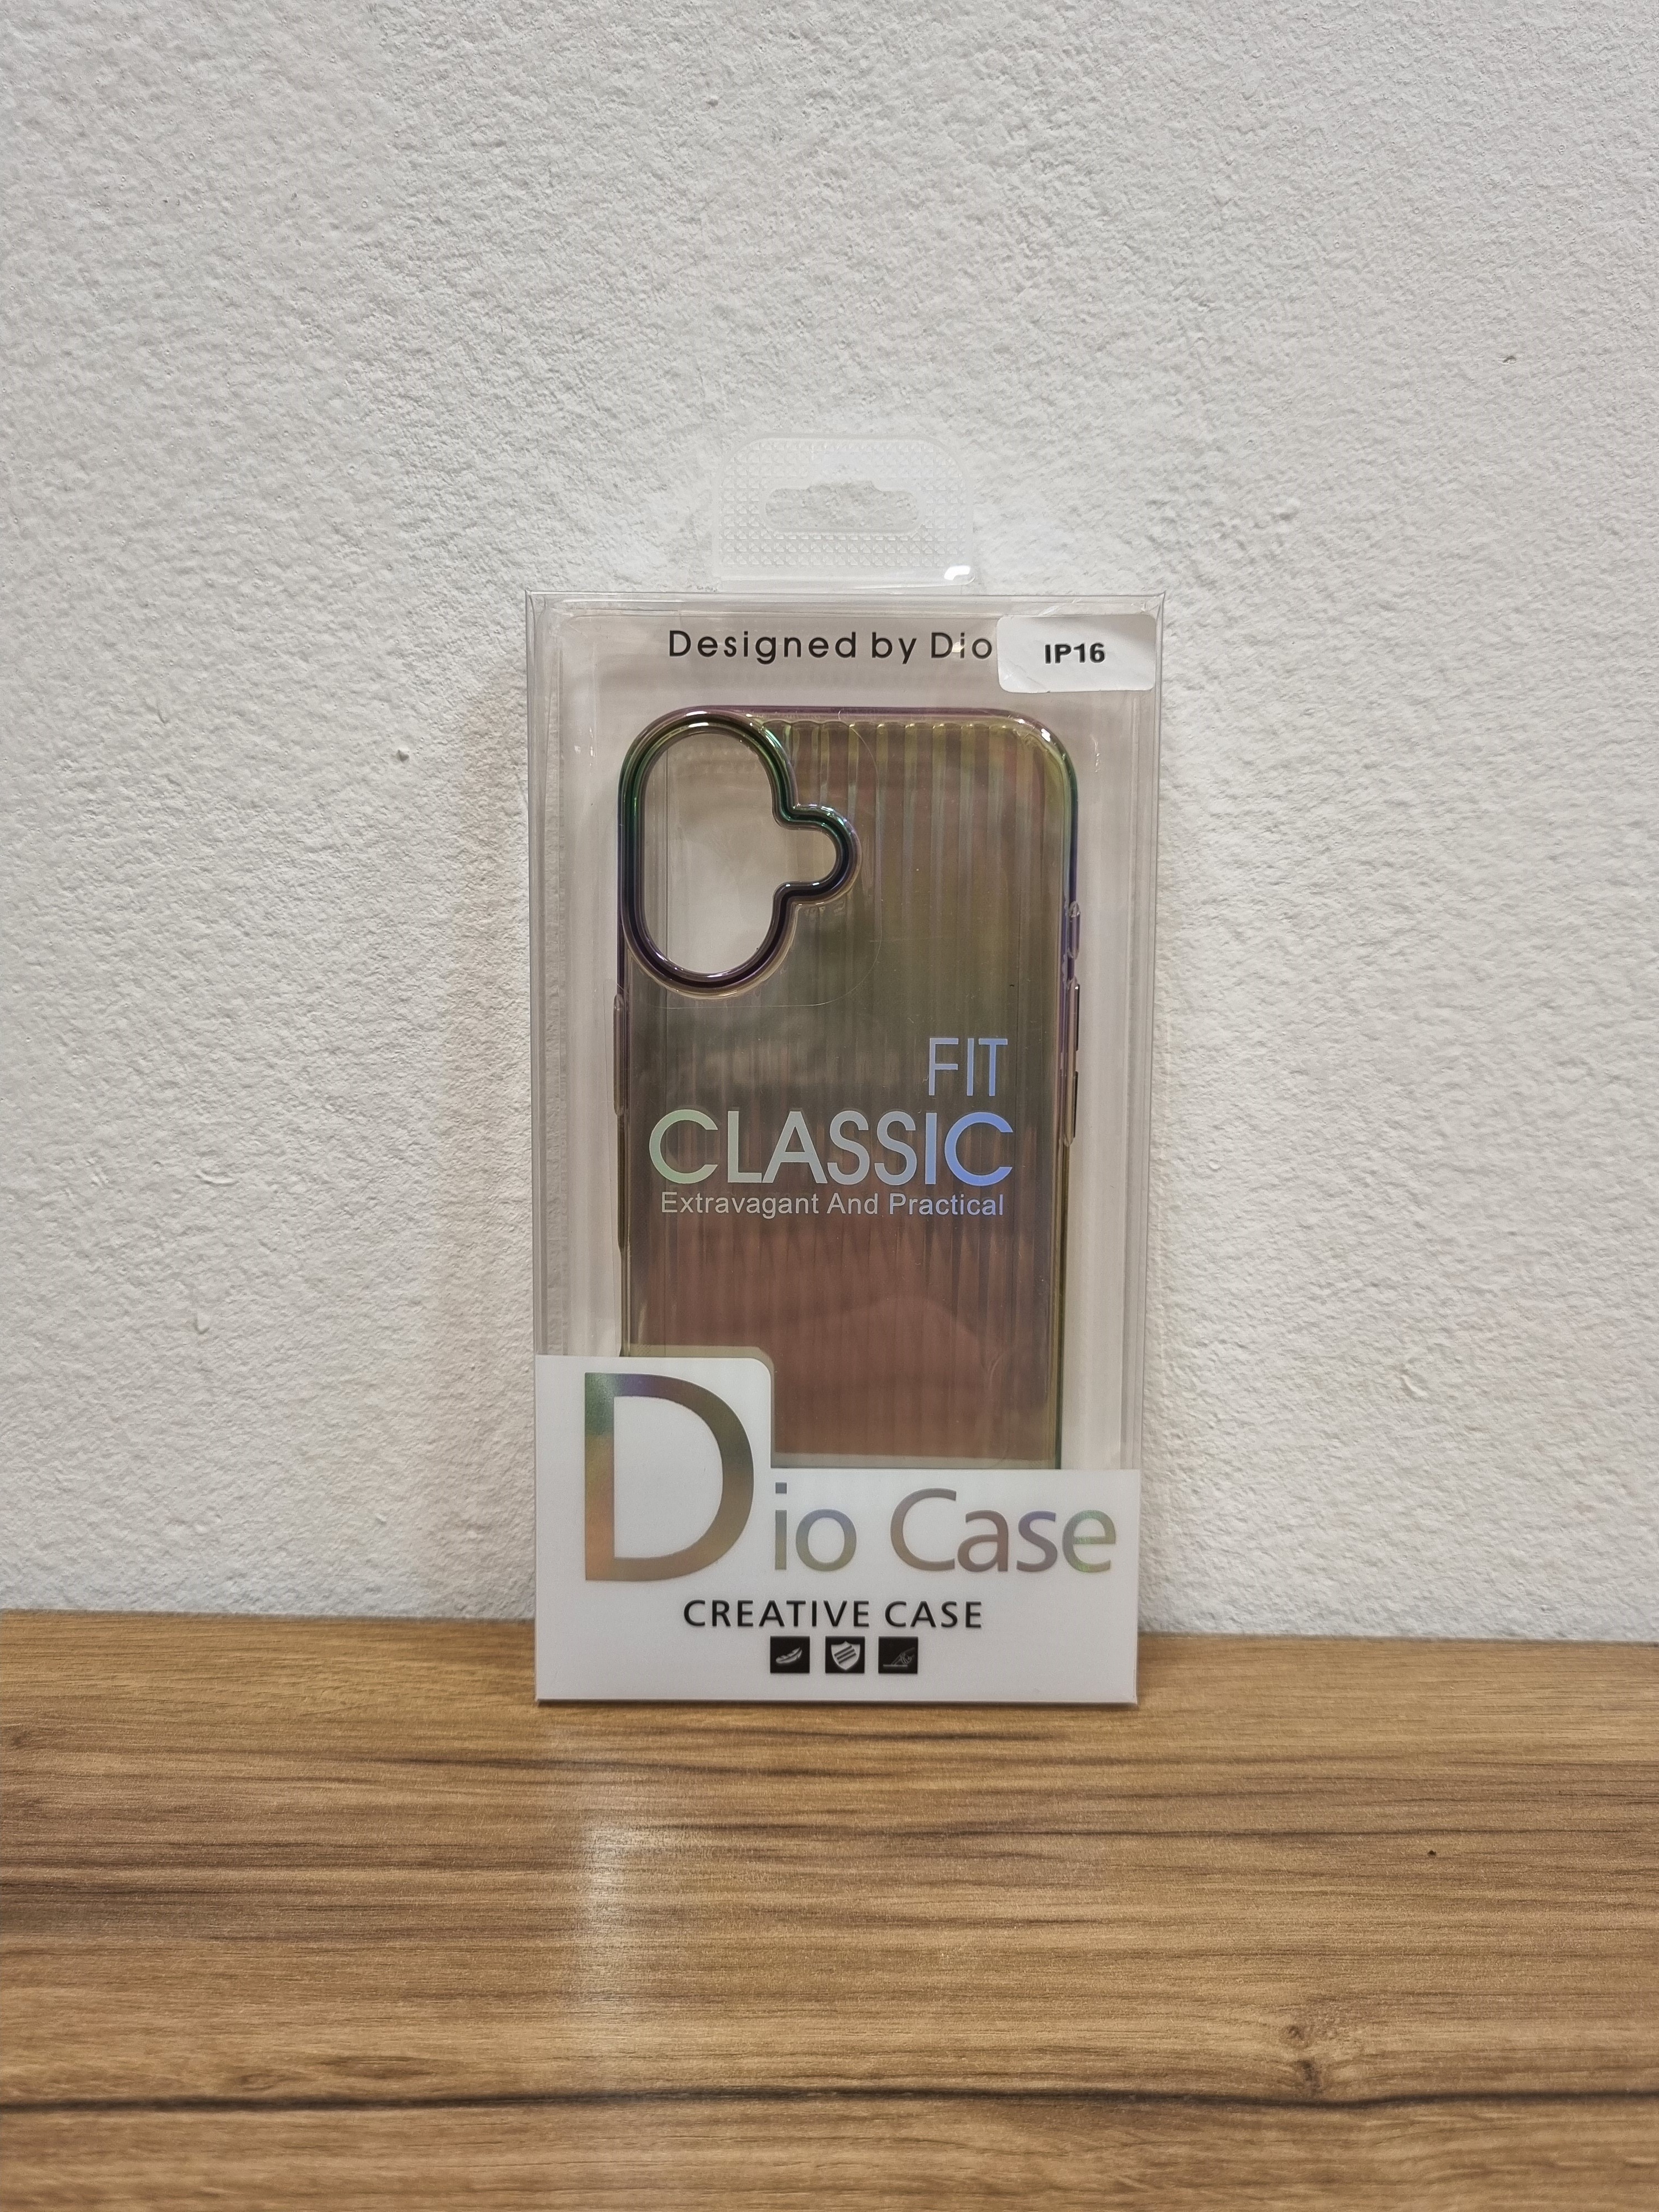 Designed by Dio
IP16
FIT
CLASSIC
Extravagant And Practical
Dio Case
CREATIVE CASE